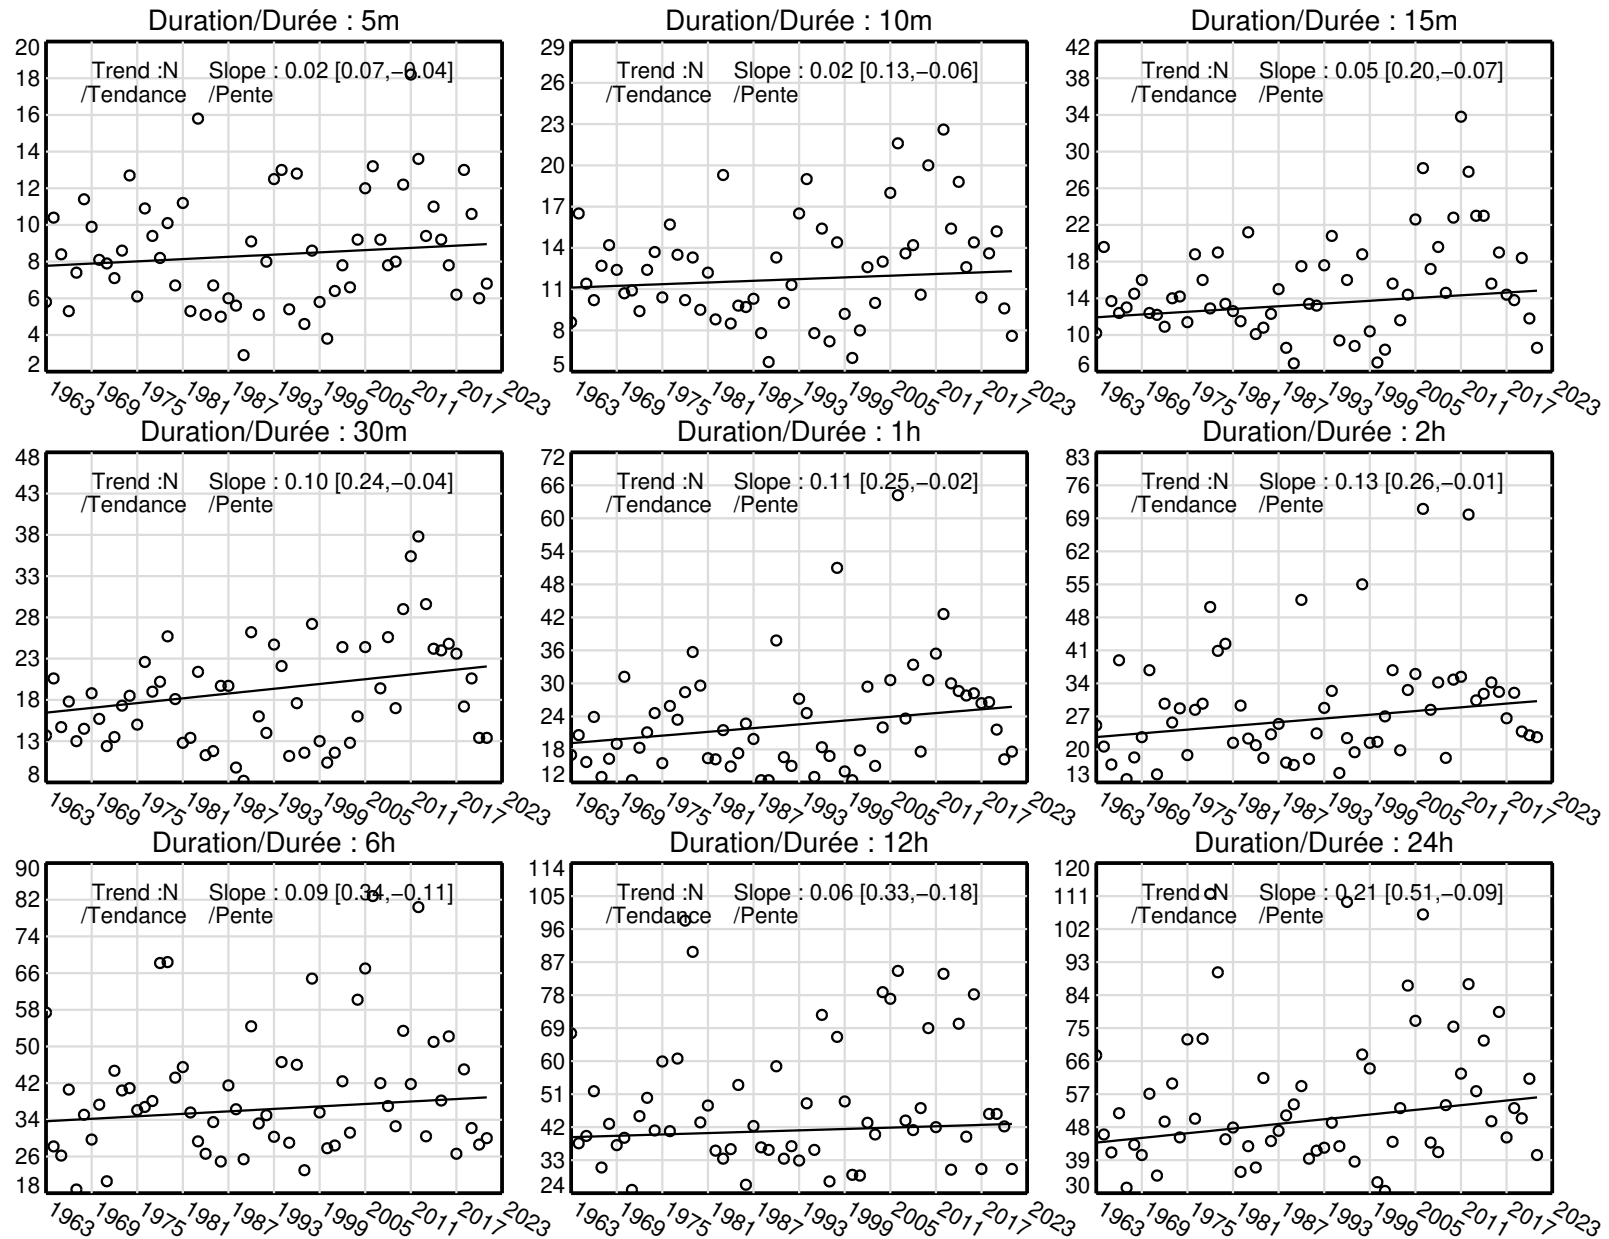 Duration/Durée : 5m
20
18
16
14
12
10
8
6
4
2
Trend :N Slope : 0.02 [0.07,−0.04]
/Tendance /Pente
1963 1969 1975 1981 1987 1993 1999 2005 2011 2017 2023
Duration/Durée : 10m
29
26
23
20
17
14
11
8
5
Trend :N Slope : 0.02 [0.13,−0.06]
/Tendance /Pente
1963 1969 1975 1981 1987 1993 1999 2005 2011 2017 2023
Duration/Durée : 15m
42
38
34
30
26
22
18
14
10
6
Trend :N Slope : 0.05 [0.20,−0.07]
/Tendance /Pente
1963 1969 1975 1981 1987 1993 1999 2005 2011 2017 2023
Duration/Durée : 30m
48
43
38
33
28
23
18
13
8
Trend :N Slope : 0.10 [0.24,−0.04]
/Tendance /Pente
1963 1969 1975 1981 1987 1993 1999 2005 2011 2017 2023
Duration/Durée : 1h
72
66
60
54
48
42
36
30
24
18
12
Trend :N Slope : 0.11 [0.25,−0.02]
/Tendance /Pente
1963 1969 1975 1981 1987 1993 1999 2005 2011 2017 2023
Duration/Durée : 2h
83
76
69
62
55
48
41
34
27
20
13
Trend :N Slope : 0.13 [0.26,−0.01]
/Tendance /Pente
1963 1969 1975 1981 1987 1993 1999 2005 2011 2017 2023
Duration/Durée : 6h
90
82
74
66
58
50
42
34
26
18
Trend :N Slope : 0.09 [0.34,−0.11]
/Tendance /Pente
1963 1969 1975 1981 1987 1993 1999 2005 2011 2017 2023
Duration/Durée : 12h
114
105
96
87
78
69
60
51
42
33
24
Trend :N Slope : 0.06 [0.33,−0.18]
/Tendance /Pente
1963 1969 1975 1981 1987 1993 1999 2005 2011 2017 2023
Duration/Durée : 24h
120
111
102
93
84
75
66
57
48
39
30
Trend :N Slope : 0.21 [0.51,−0.09]
/Tendance /Pente
1963 1969 1975 1981 1987 1993 1999 2005 2011 2017 2023